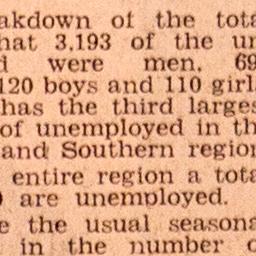 akdown of the tota
hat 3,193 of the un
d were men, 69
120 boys and 110 girl
has the third larges
of unemployed in th
and Southern region
entire region a tota
) are unemployed.
e the usual seasona
in the number o